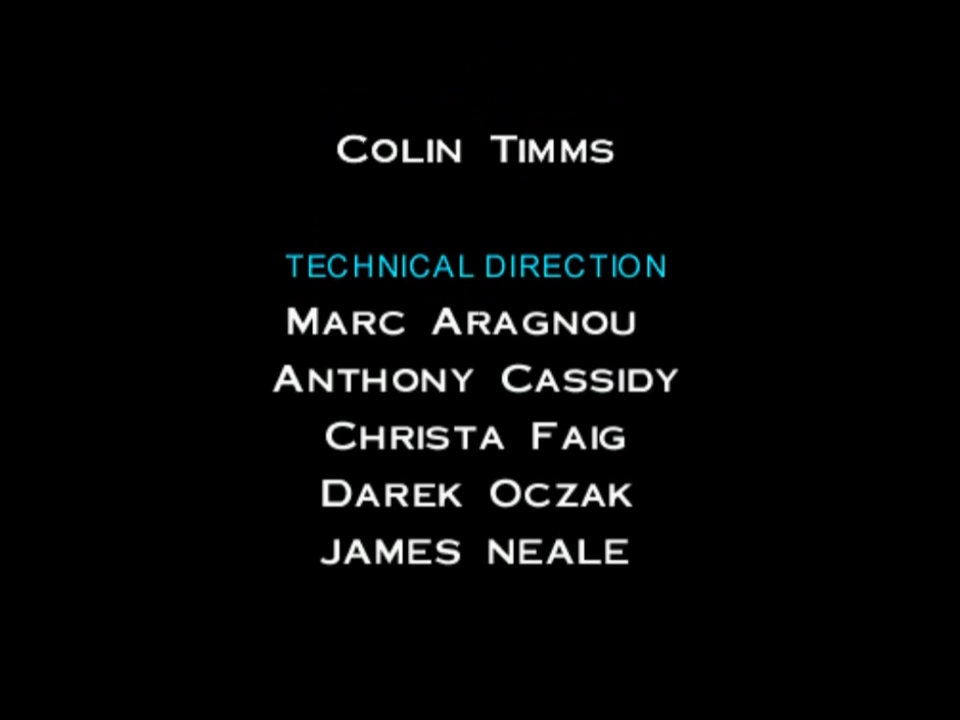 Colin Timms
TECHNICAL DIRECTION
Marc Aragnou
Anthony Cassidy
Christa Faig
Darek Oczak
JAMES NEALE